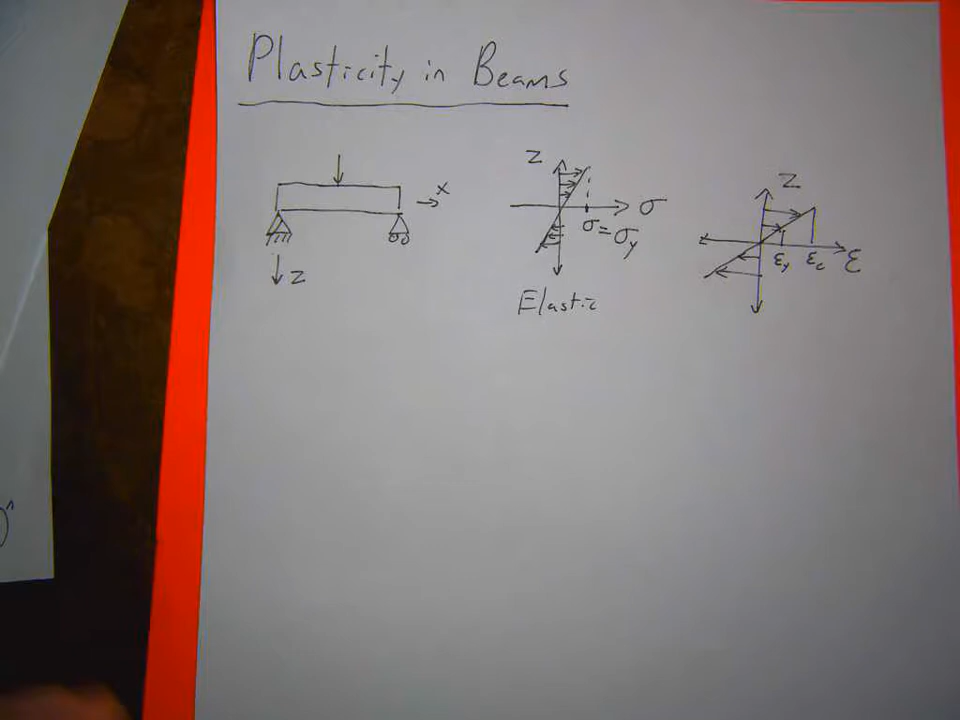 Plasticity in Beams
x
z
z
σ
σ=σy
Elastic
z
εy
εc
ε